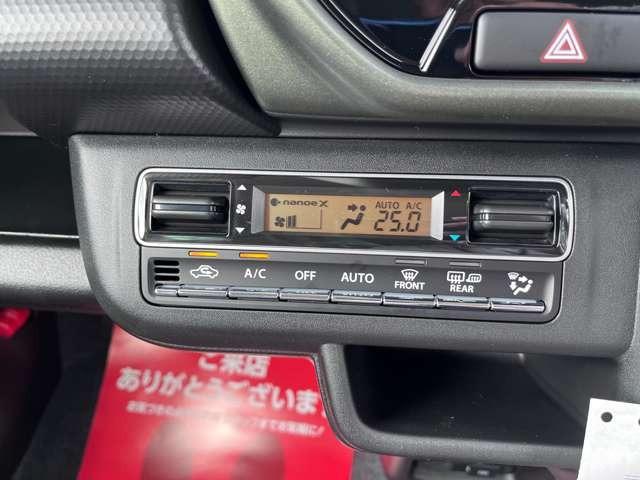 nanoe X
AUTO A/C
25.0
A/C OFF AUTO FRONT REAR
ご来店
ありがとうございます